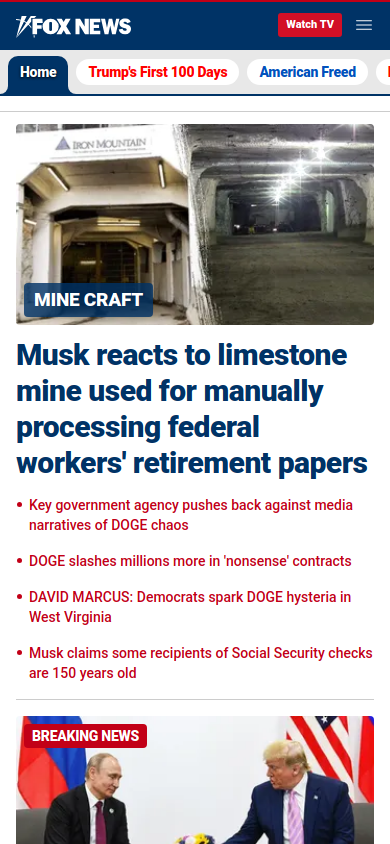 FOX NEWS
Watch TV
Home
Trump's First 100 Days
American Freed
IRON MOUNTAIN
MINE CRAFT
Musk reacts to limestone
mine used for manually
processing federal
workers' retirement papers
Key government agency pushes back against media
narratives of DOGE chaos
DOGE slashes millions more in 'nonsense' contracts
DAVID MARCUS: Democrats spark DOGE hysteria in
West Virginia
Musk claims some recipients of Social Security checks
are 150 years old
BREAKING NEWS